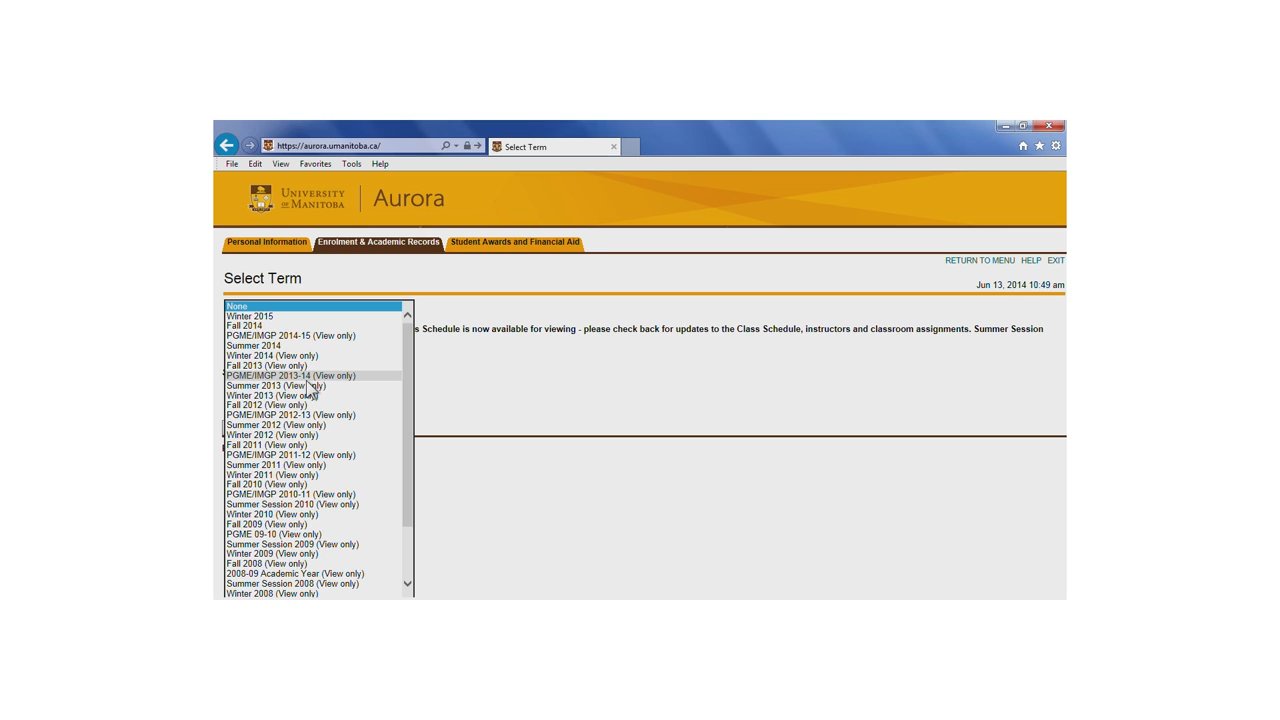 https://aurora.umanitoba.ca/
Select Term
File Edit View Favorites Tools Help
UNIVERSITY
OF MANITOBA
Aurora
Personal Information Enrolment & Academic Records Student Awards and Financial Aid
RETURN TO MENU HELP EXIT
Select Term
Jun 13, 2014 10:49 am
None
Winter 2015
Fall 2014
s Schedule is now available for viewing - please check back for updates to the Class Schedule, instructors and classroom assignments. Summer Session
PGME/IMGP 2014-15 (View only)
Summer 2014
Winter 2014 (View only)
Fall 2013 (View only)
PGME/IMGP 2013-14 (View only)
Summer 2013 (View only)
Winter 2013 (View only)
Fall 2012 (View only)
PGME/IMGP 2012-13 (View only)
Summer 2012 (View only)
Winter 2012 (View only)
Fall 2011 (View only)
PGME/IMGP 2011-12 (View only)
Summer 2011 (View only)
Winter 2011 (View only)
Fall 2010 (View only)
PGME/IMGP 2010-11 (View only)
Summer Session 2010 (View only)
Winter 2010 (View only)
Fall 2009 (View only)
PGME 09-10 (View only)
Summer Session 2009 (View only)
Winter 2009 (View only)
Fall 2008 (View only)
2008-09 Academic Year (View only)
Summer Session 2008 (View only)
Winter 2008 (View only)